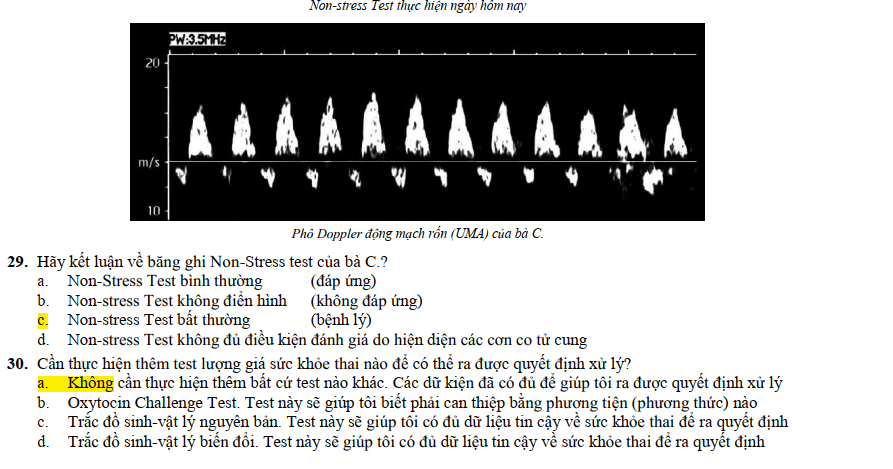 Non-stress Test thực hiện ngày hôm nay
PW:3.5MHz
20
m/s
10
Phổ Doppler động mạch rốn (UMA) của bà C.
29. Hãy kết luận về băng ghi Non-Stress test của bà C.?
a. Non-Stress Test bình thường (đáp ứng)
b. Non-stress Test không điển hình (không đáp ứng)
c. Non-stress Test bất thường (bệnh lý)
d. Non-stress Test không đủ điều kiện đánh giá do hiện diện các cơn co tử cung
30. Cần thực hiện thêm test lượng giá sức khỏe thai nào để có thể ra được quyết định xử lý?
a. Không cần thực hiện thêm bất cứ test nào khác. Các dữ kiện đã có đủ để giúp tôi ra được quyết định xử lý
b. Oxytocin Challenge Test. Test này sẽ giúp tôi biết phải can thiệp bằng phương tiện (phương thức) nào
c. Trắc đồ sinh-vật lý nguyên bản. Test này sẽ giúp tôi có đủ dữ liệu tin cậy về sức khỏe thai để ra quyết định
d. Trắc đồ sinh-vật lý biến đổi. Test này sẽ giúp tôi có đủ dữ liệu tin cậy về sức khỏe thai để ra quyết định